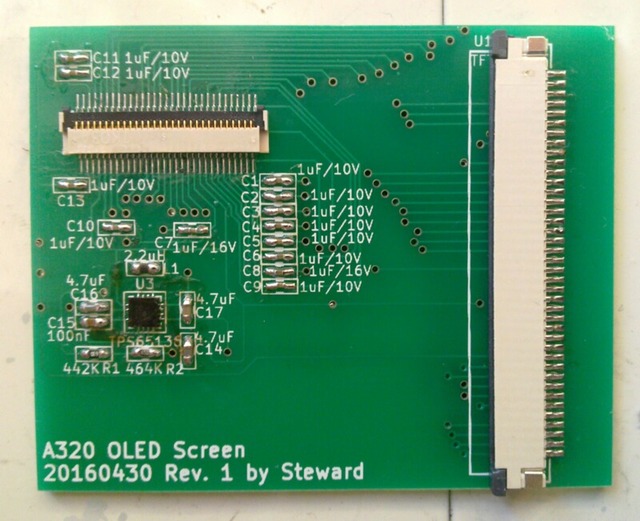 C11 1uF/10V
C12 1uF/10V
U1
TF
C13 1uF/10V
C1 1uF/10V
C2 1uF/10V
C3 1uF/10V
C4 1uF/10V
C5 1uF/10V
C6 1uF/10V
C8 1uF/16V
C9 1uF/10V
C10 1uF/10V
C7 1uF/16V
2.2uH L1
U3
4.7uF
C16
C15
100nF
4.7uF
C17
4.7uF
C14
442K R1 464K R2
A320 OLED Screen
20160430 Rev. 1 by Steward